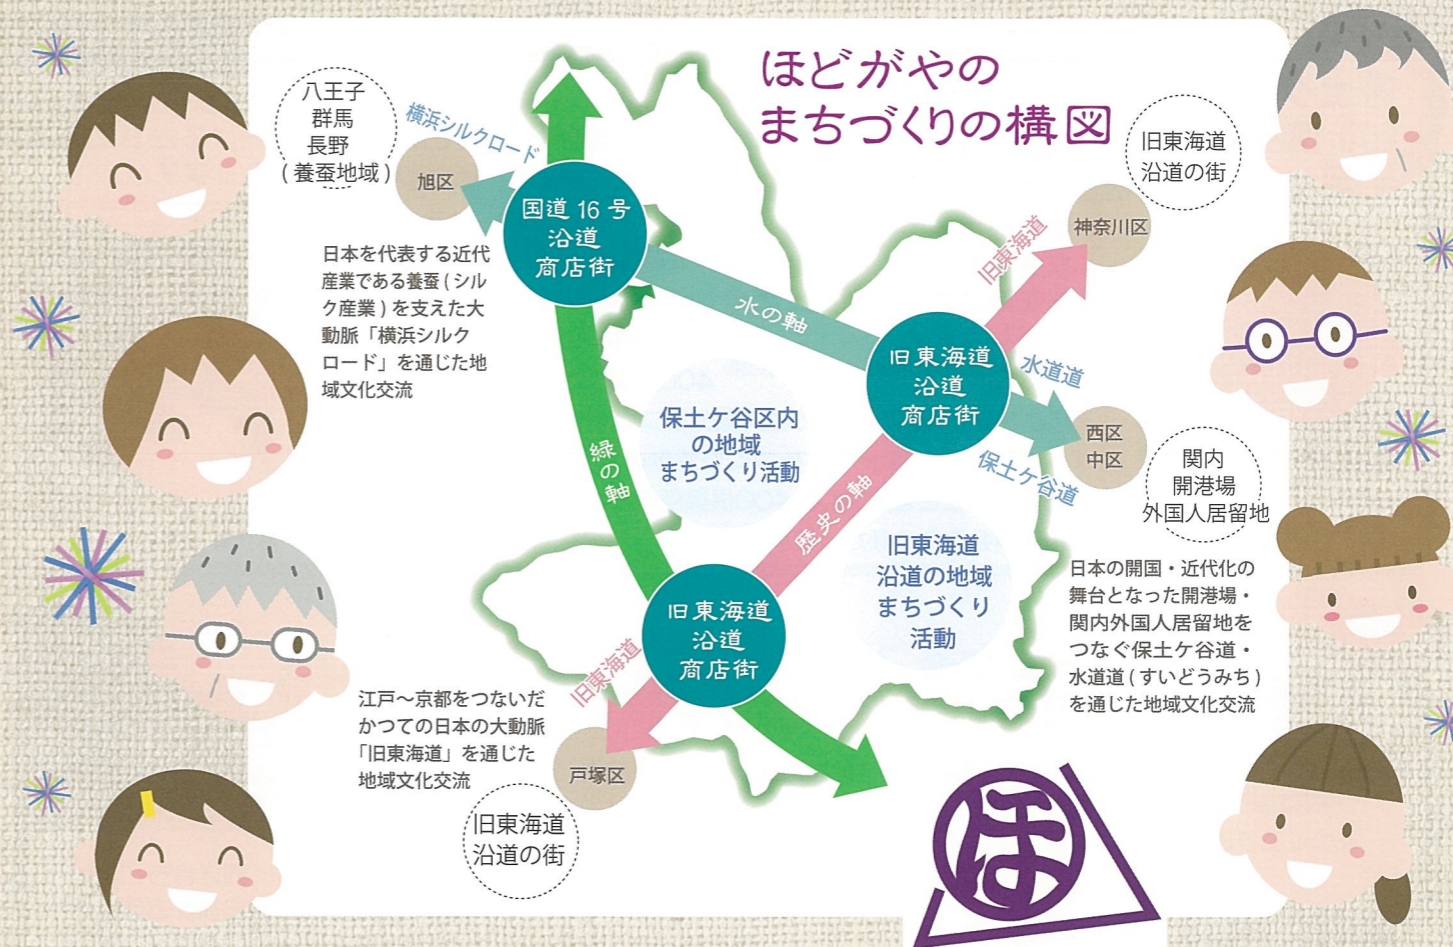 ほどがやの
まちづくりの構図
八王子
群馬
長野
(養蚕地域)
横浜シルクロード
旭区
国道16号
沿道
商店街
日本を代表する近代
産業である養蚕(シル
ク産業)を支えた大
動脈「横浜シルク
ロード」を通じた地
域文化交流
水の軸
旧東海道
沿道の街
神奈川区
旧東海道
旧東海道
沿道
商店街
水道道
西区
中区
保土ケ谷道
関内
開港場
外国人居留地
日本の開国・近代化の
舞台となった開港場・
関内外国人居留地を
つなぐ保土ケ谷道・
水道道(すいどうみち)
を通じた地域文化交流
保土ケ谷区内
の地域
まちづくり活動
緑の軸
歴史の軸
旧東海道
沿道の地域
まちづくり
活動
旧東海道
沿道
商店街
旧東海道
江戸～京都をつないだ
かつての日本の大動脈
「旧東海道」を通じた
地域文化交流
戸塚区
旧東海道
沿道の街
ほ